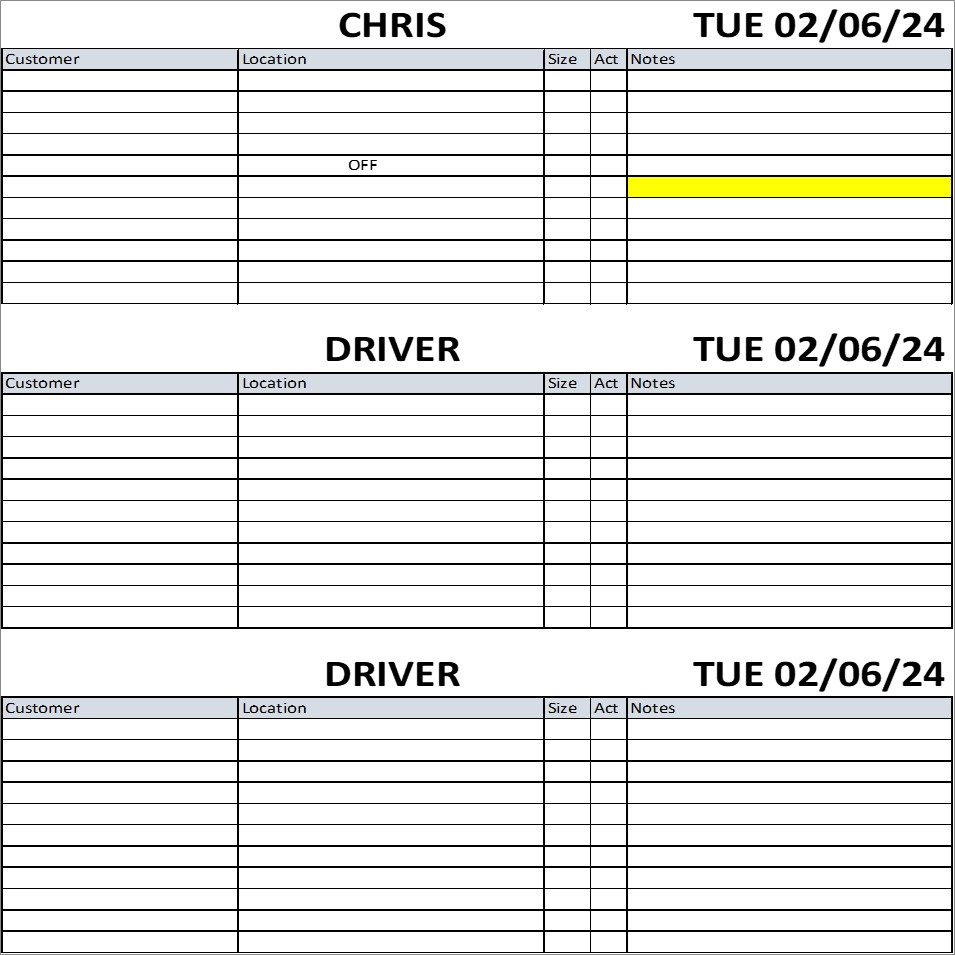 CHRIS TUE 02/06/24
Customer Location Size Act Notes
OFF
DRIVER TUE 02/06/24
Customer Location Size Act Notes
DRIVER TUE 02/06/24
Customer Location Size Act Notes